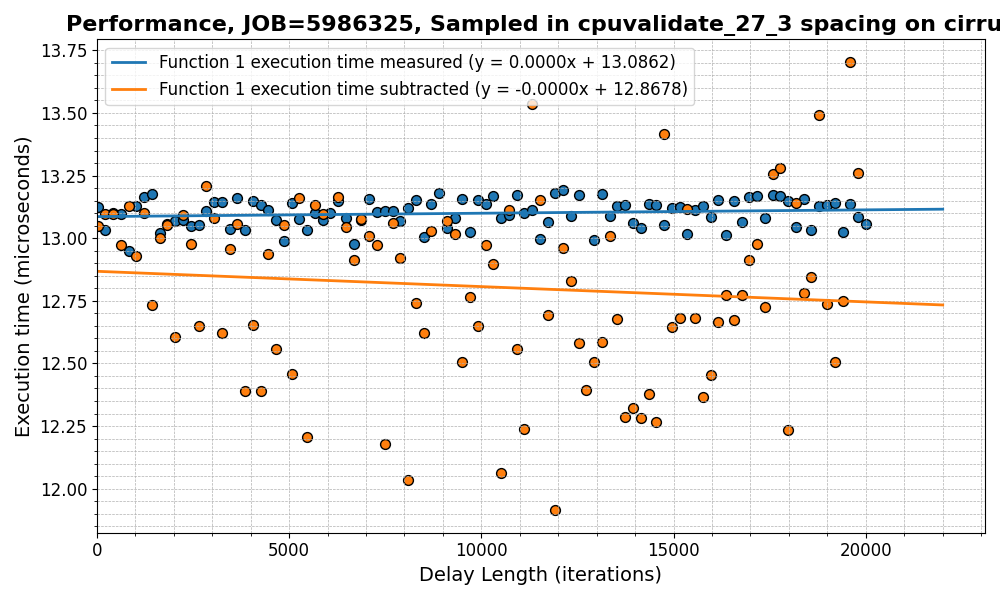 Performance, JOB=5986325, Sampled in cpuvalidate_27_3 spacing on cirru
Function 1 execution time measured (y = 0.0000x + 13.0862)
Function 1 execution time subtracted (y = -0.0000x + 12.8678)
Execution time (microseconds)
13.75
13.50
13.25
13.00
12.75
12.50
12.25
12.00
0
5000
10000
15000
20000
Delay Length (iterations)